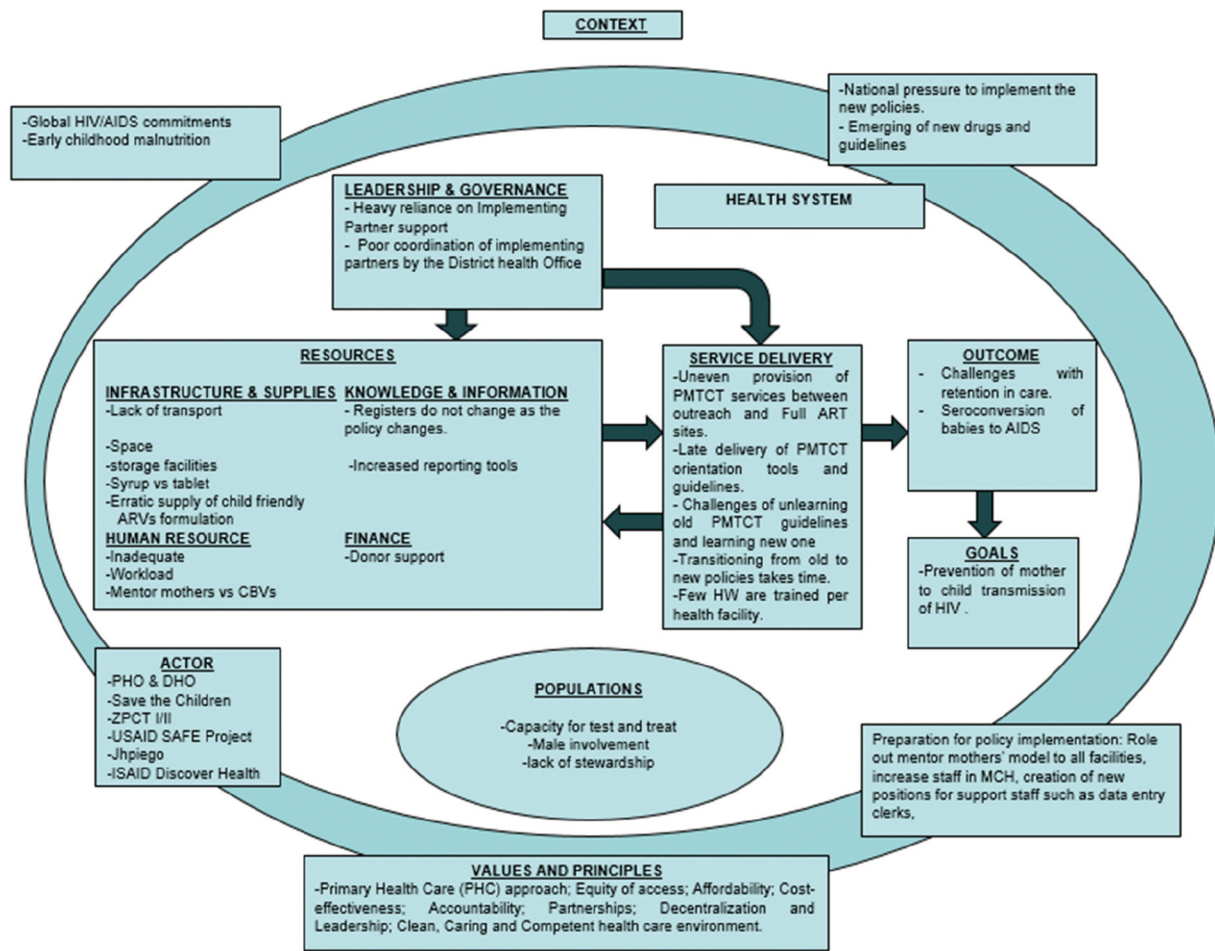 CONTEXT
-Global HIV/AIDS commitments
-Early childhood malnutrition
-National pressure to implement the
new policies.
- Emerging of new drugs and
guidelines
LEADERSHIP & GOVERNANCE
- Heavy reliance on Implementing
Partner support
- Poor coordination of implementing
partners by the District health Office
HEALTH SYSTEM
RESOURCES
INFRASTRUCTURE & SUPPLIES
-Lack of transport
-Space
-storage facilities
-Syrup vs tablet
-Erratic supply of child friendly
ARVs formulation
KNOWLEDGE & INFORMATION
- Registers do not change as the
policy changes.
-Increased reporting tools
HUMAN RESOURCE
-Inadequate
-Workload
-Mentor mothers vs CBVs
FINANCE
-Donor support
SERVICE DELIVERY
-Uneven provision of
PMTCT services between
outreach and Full ART
sites.
-Late delivery of PMTCT
orientation tools and
guidelines.
- Challenges of unlearning
old PMTCT guidelines
and learning new one
-Transitioning from old to
new policies takes time.
-Few HW are trained per
health facility.
OUTCOME
- Challenges with
retention in care.
- Seroconversion of
babies to AIDS
GOALS
-Prevention of mother
to child transmission
of HIV .
ACTOR
-PHO & DHO
-Save the Children
-ZPCT I/II
-USAID SAFE Project
-Jhpiego
-ISAID Discover Health
POPULATIONS
-Capacity for test and treat
-Male involvement
-lack of stewardship
Preparation for policy implementation: Role
out mentor mothers' model to all facilities,
increase staff in MCH, creation of new
positions for support staff such as data entry
clerks,
VALUES AND PRINCIPLES
-Primary Health Care (PHC) approach; Equity of access; Affordability; Cost-
effectiveness; Accountability; Partnerships; Decentralization and
Leadership; Clean, Caring and Competent health care environment.